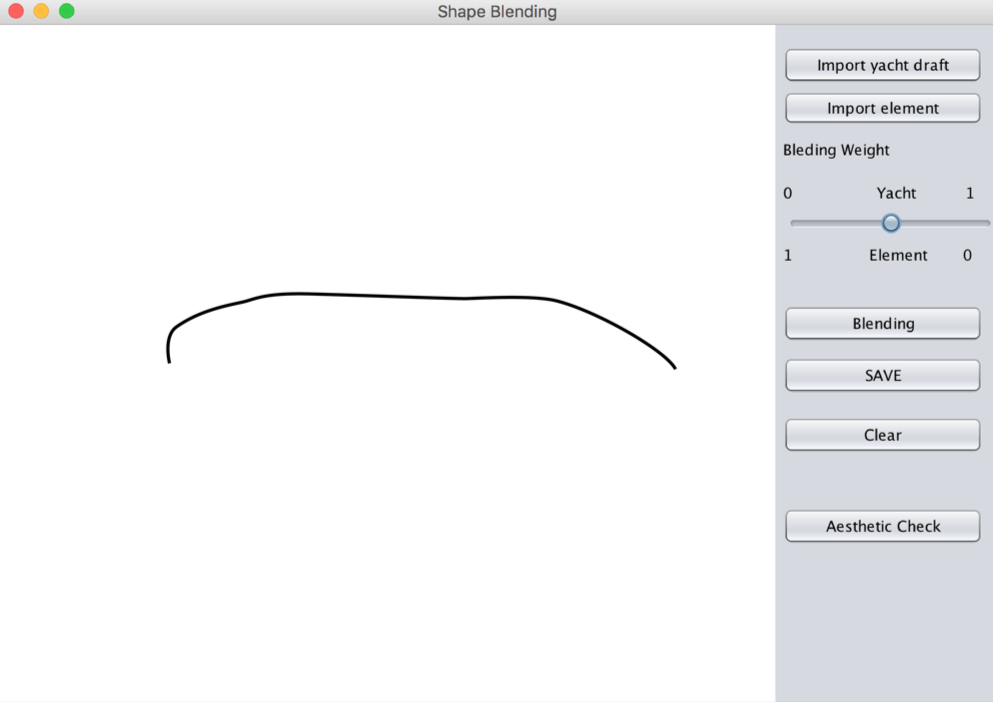 Shape Blending
Import yacht draft
Import element
Bleding Weight
0 Yacht 1
1 Element 0
Blending
SAVE
Clear
Aesthetic Check